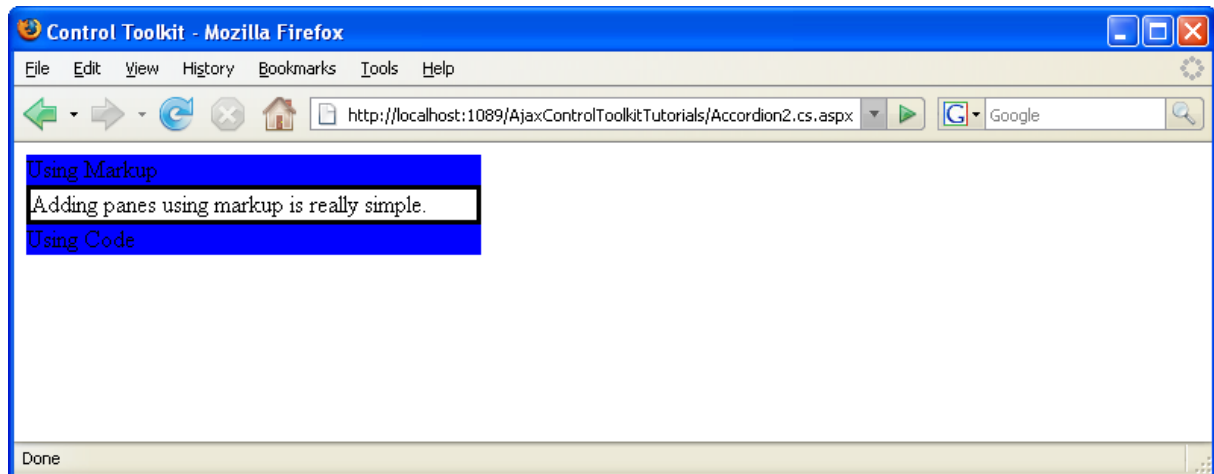 Control Toolkit - Mozilla Firefox
File Edit View History Bookmarks Tools Help
http://localhost:1089/AjaxControlToolkitTutorials/Accordion2.cs.aspx G Google
Using Markup
Adding panes using markup is really simple.
Using Code
Done